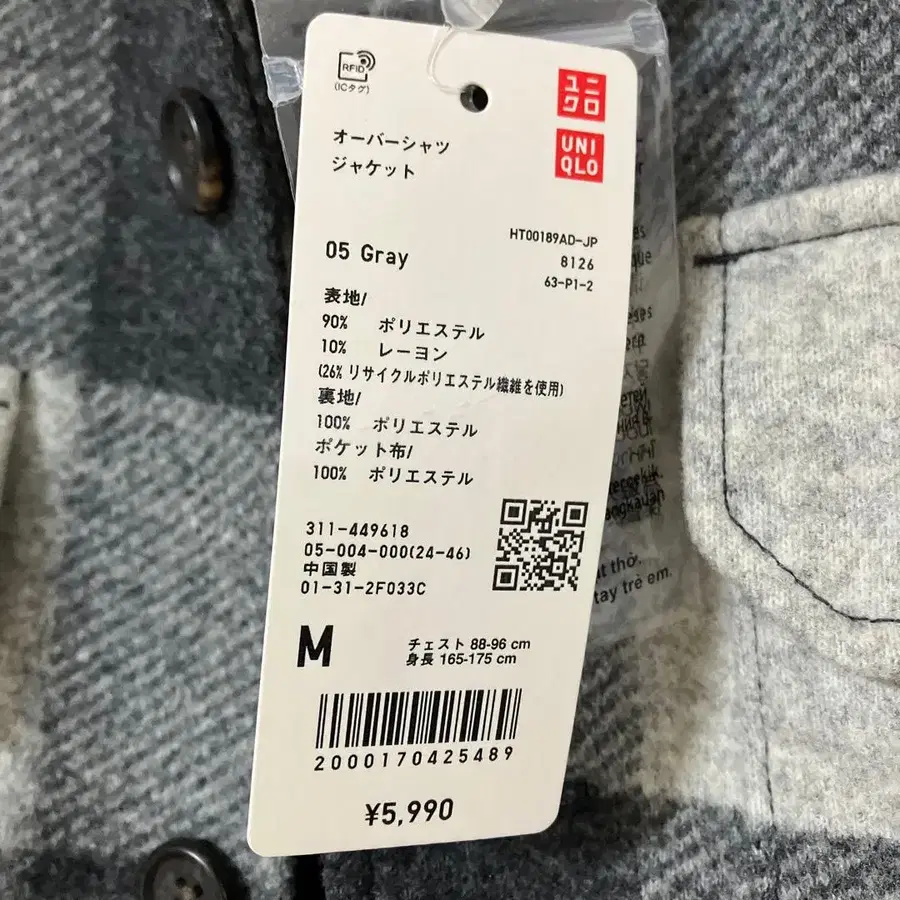 RFID
(ICタグ)
ユニ
クロ
UNI
QLO
オーバーシャツ
ジャケット
HT00189AD-JP
05 Gray
8126
63-P1-2
表地/
90% ポリエステル
10% レーヨン
(26% リサイクルポリエステル繊維を使用)
裏地/
100% ポリエステル
ポケット布/
100% ポリエステル
311-449618
05-004-000(24-46)
中国製
01-31-2F033C
M
チェスト 88-96 cm
身長 165-175 cm
2000170425489
¥5,990
thở.
tay trẻ em.